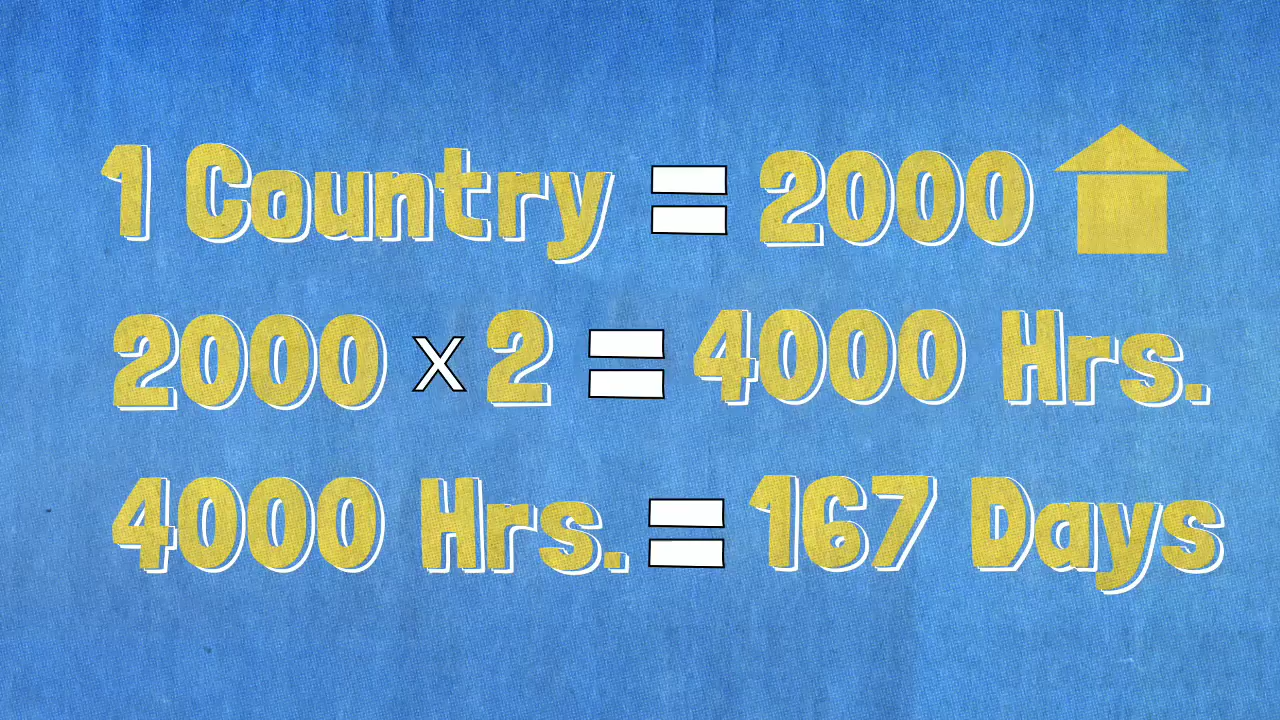 1 Country = 2000
2000 x 2 = 4000 Hrs.
4000 Hrs. = 167 Days